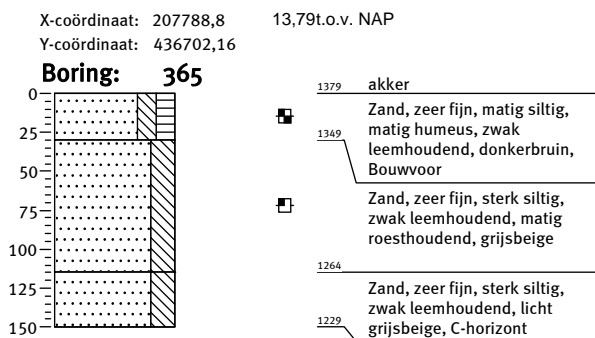 X-coördinaat: 207788,8 13,79t.o.v. NAP
Y-coördinaat: 436702,16
Boring: 365
0
25
50
75
100
125
150
1379 akker
Zand, zeer fijn, matig siltig,
1349 matig humeus, zwak
leemhoudend, donkerbruin,
Bouwvoor
Zand, zeer fijn, sterk siltig,
zwak leemhoudend, matig
roesthoudend, grijsbeige
1264
Zand, zeer fijn, sterk siltig,
zwak leemhoudend, licht
1229 grijsbeige, C-horizont